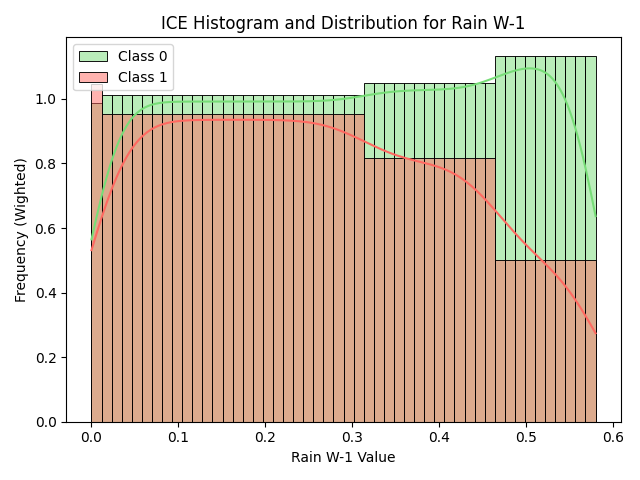 ICE Histogram and Distribution for Rain W-1
Class 0
Class 1
Frequency (Wighted)
1.0
0.8
0.6
0.4
0.2
0.0
0.0 0.1 0.2 0.3 0.4 0.5 0.6
Rain W-1 Value